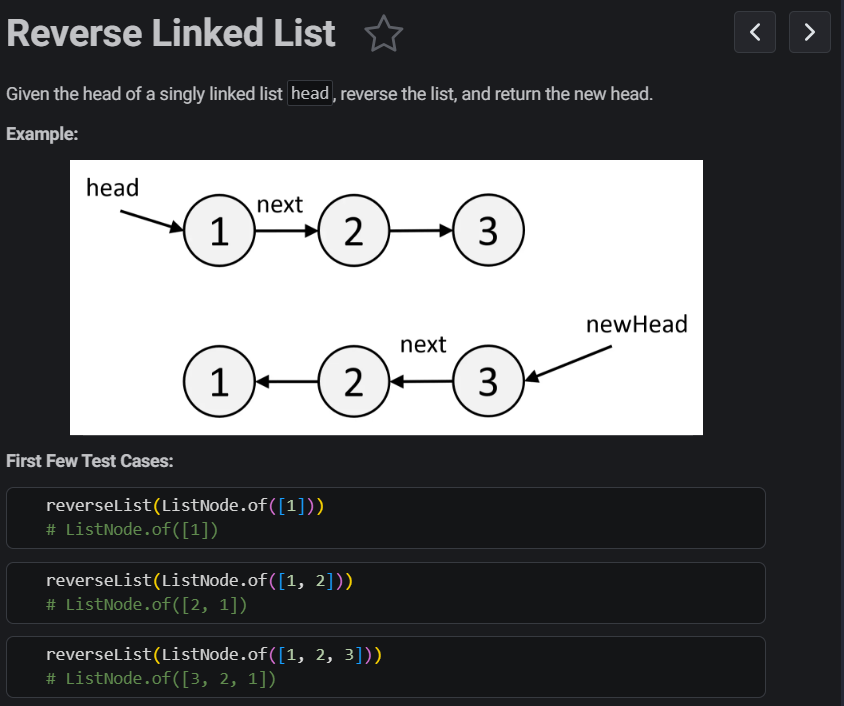 Reverse Linked List
Given the head of a singly linked list head, reverse the list, and return the new head.
Example:
head
next
1 2 3
newHead
next
1 2 3
First Few Test Cases:
reverseList(ListNode.of([1]))
# ListNode.of([1])
reverseList(ListNode.of([1, 2]))
# ListNode.of([2, 1])
reverseList(ListNode.of([1, 2, 3]))
# ListNode.of([3, 2, 1])